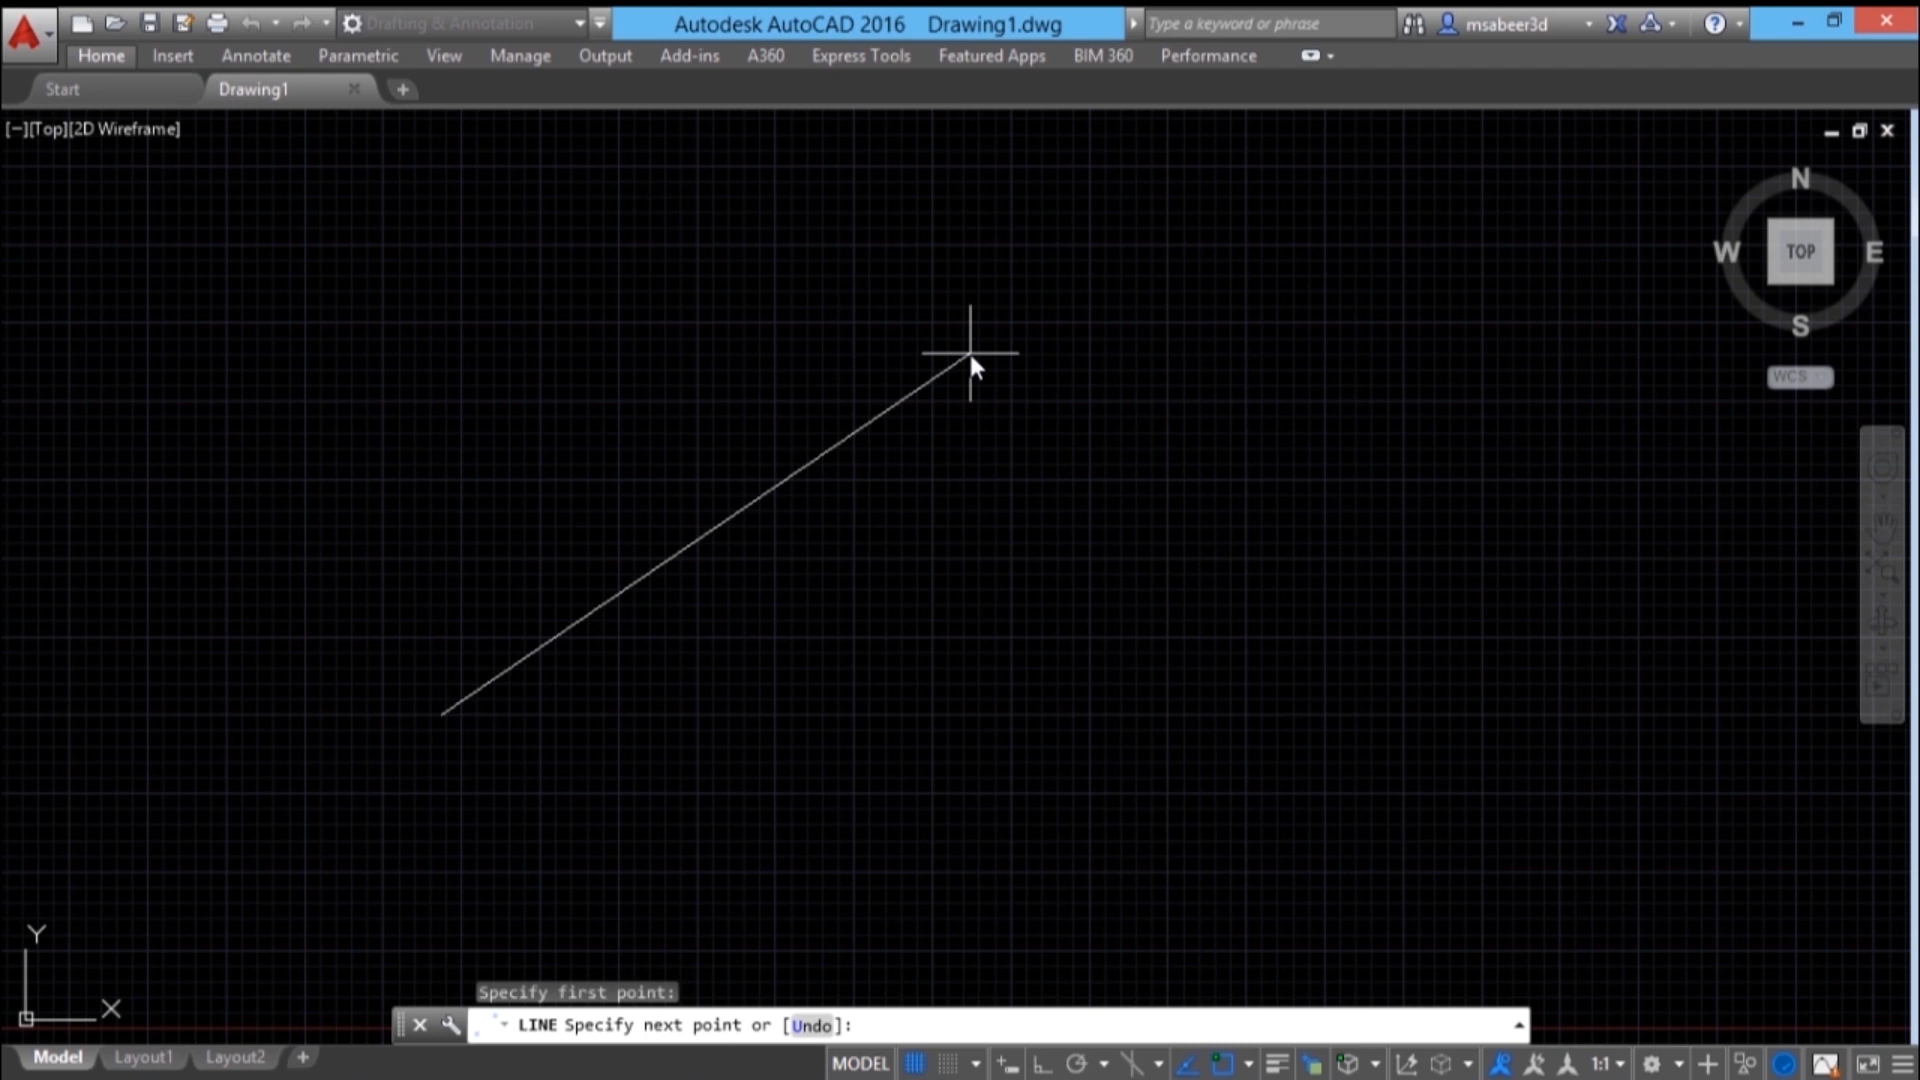 Drafting & Annotation
Autodesk AutoCAD 2016 Drawing1.dwg
Type a keyword or phrase
msabeer3d
Home Insert Annotate Parametric View Manage Output Add-ins A360 Express Tools Featured Apps BIM 360 Performance
Start Drawing1
[−][Top][2D Wireframe]
N
W TOP E
S
WCS
Y
X
Specify first point:
LINE Specify next point or [Undo]:
Model Layout1 Layout2 +
MODEL 1:1